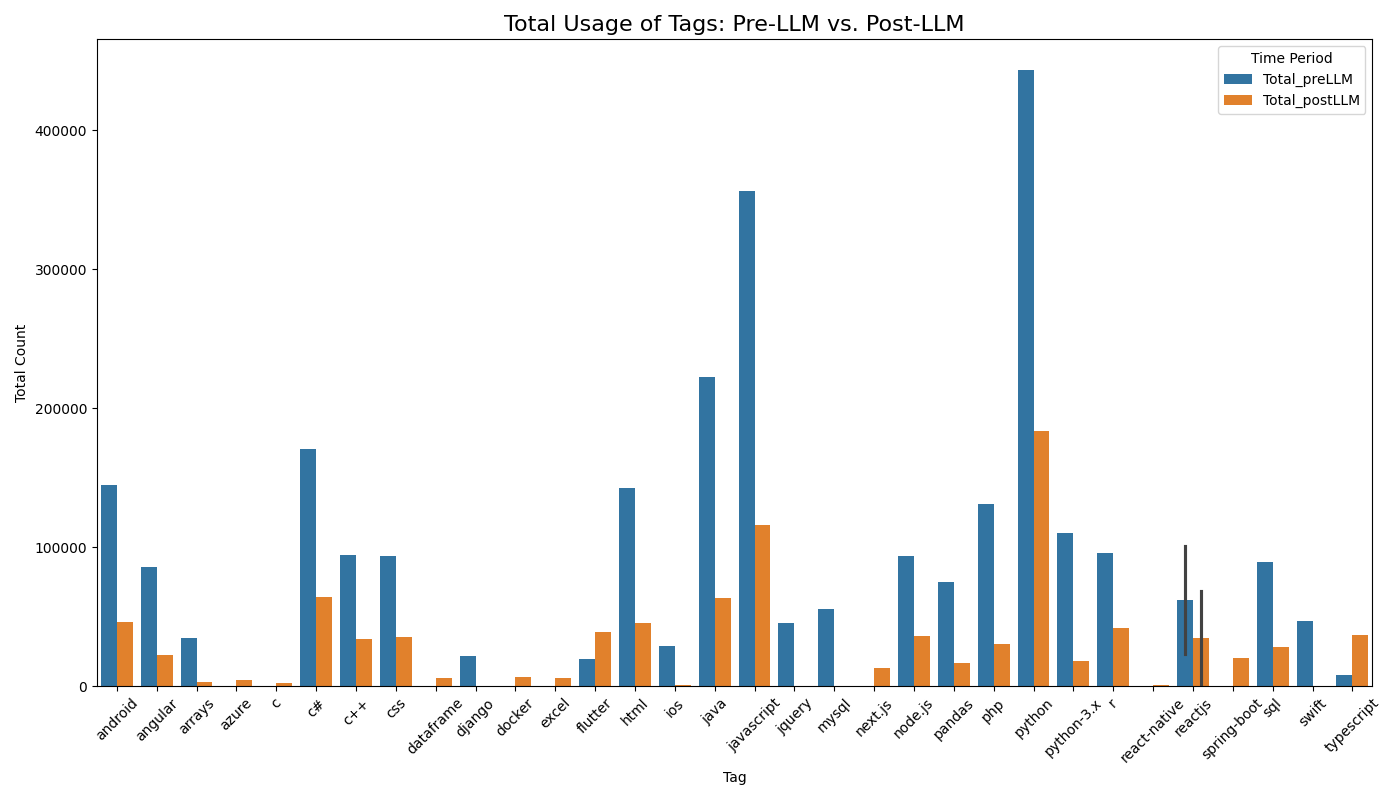 Total Usage of Tags: Pre-LLM vs. Post-LLM
Time Period
Total_preLLM
Total_postLLM
Total Count
400000
300000
200000
100000
0
android
angular
arrays
azure
c
c#
c++
css
dataframe
django
docker
excel
flutter
html
ios
java
javascript
jquery
mysql
next.js
node.js
pandas
php
python
python-3.x
r
react-native
reactjs
spring-boot
sql
swift
typescript
Tag